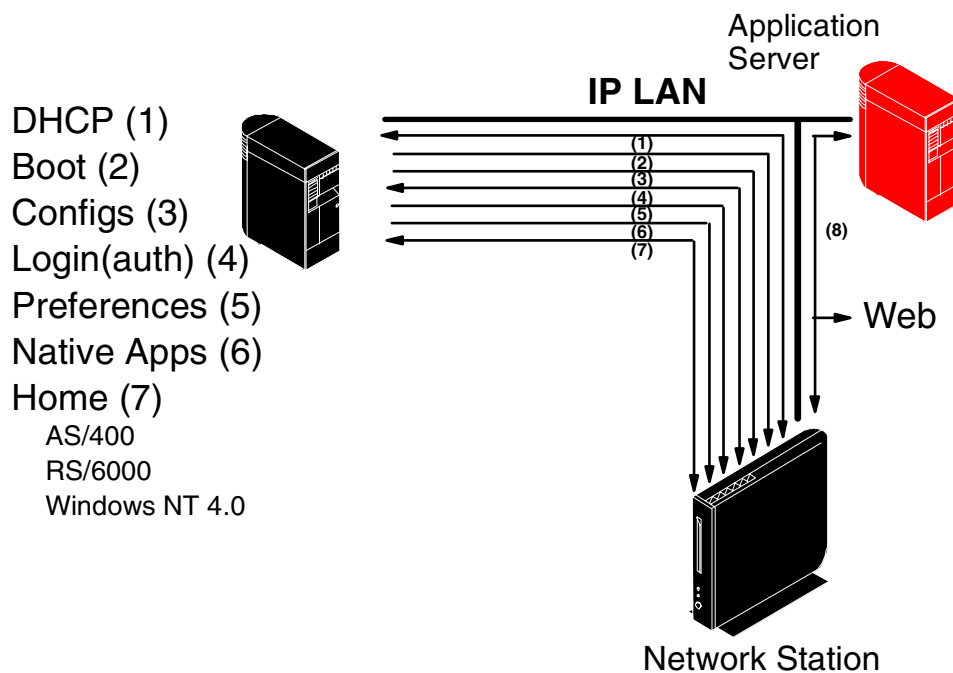 Application
Server
IP LAN
DHCP (1)
Boot (2)
Configs (3)
Login(auth) (4)
Preferences (5)
Native Apps (6)
Home (7)
AS/400
RS/6000
Windows NT 4.0
(1)
(2)
(3)
(4)
(5)
(6)
(7)
(8)
Web
Network Station